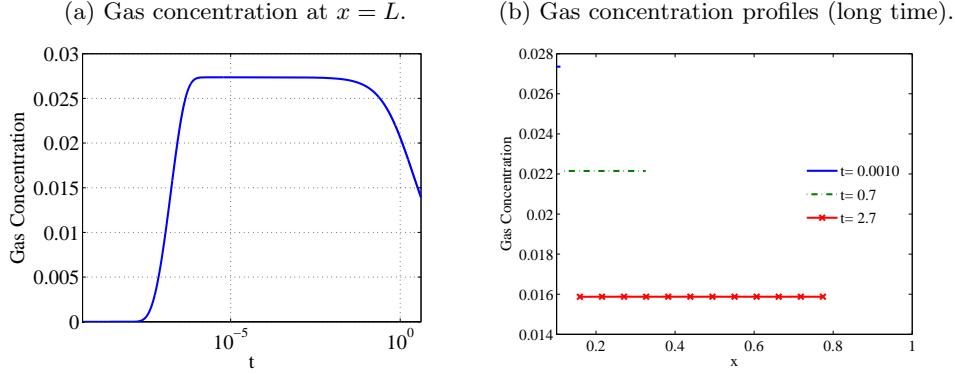 (a) Gas concentration at x = L.
0.03
0.025
0.02
0.015
0.01
0.005
0
Gas Concentration
10⁻⁵
10⁰
t
(b) Gas concentration profiles (long time).
0.028
0.026
0.024
0.022
0.02
0.018
0.016
0.014
Gas Concentration
0.2
0.4
0.6
0.8
1
x
t= 0.0010
t= 0.7
t= 2.7